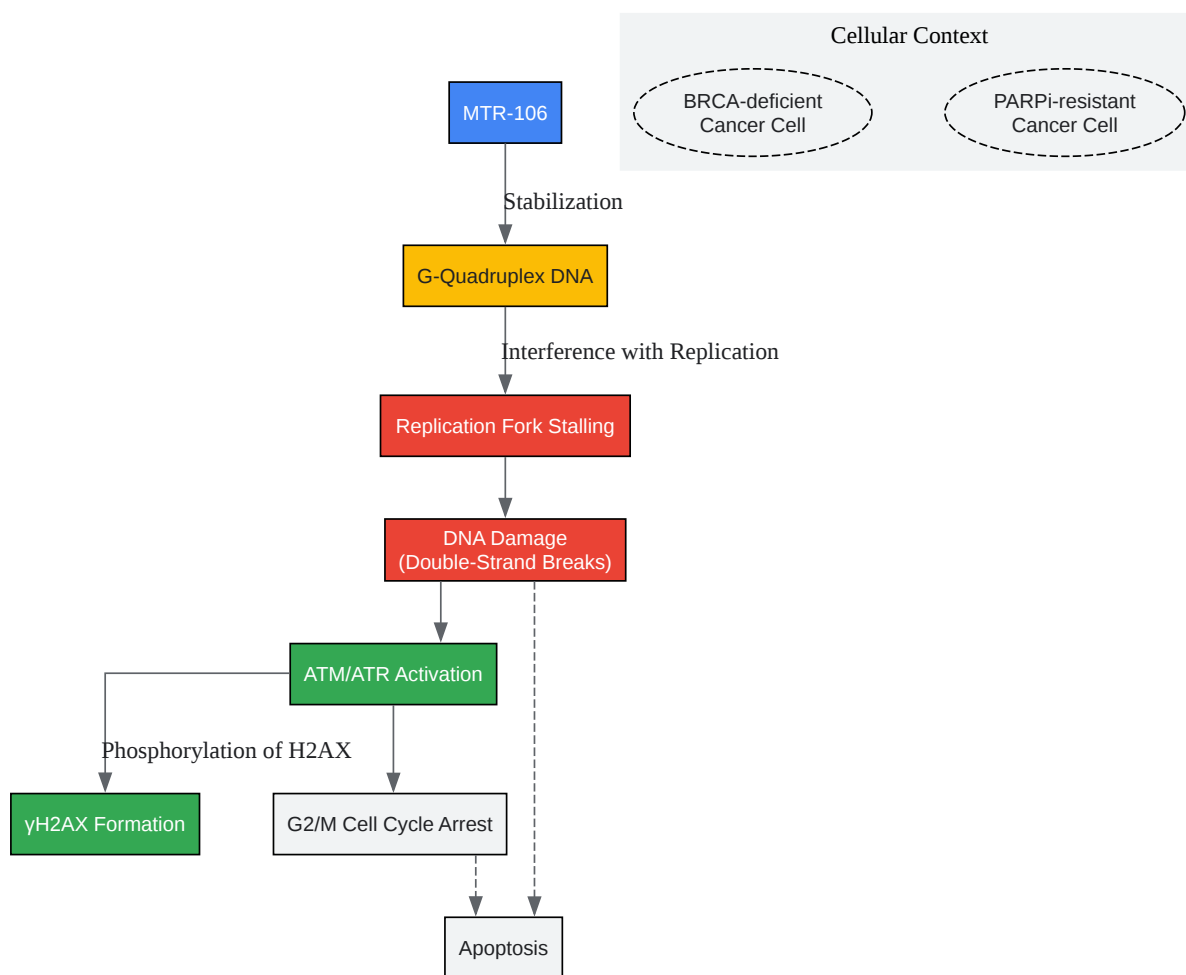 Cellular Context
BRCA-deficient
Cancer Cell
PARPi-resistant
Cancer Cell
MTR-106
Stabilization
G-Quadruplex DNA
Interference with Replication
Replication Fork Stalling
DNA Damage
(Double-Strand Breaks)
ATM/ATR Activation
Phosphorylation of H2AX
γH2AX Formation
G2/M Cell Cycle Arrest
Apoptosis